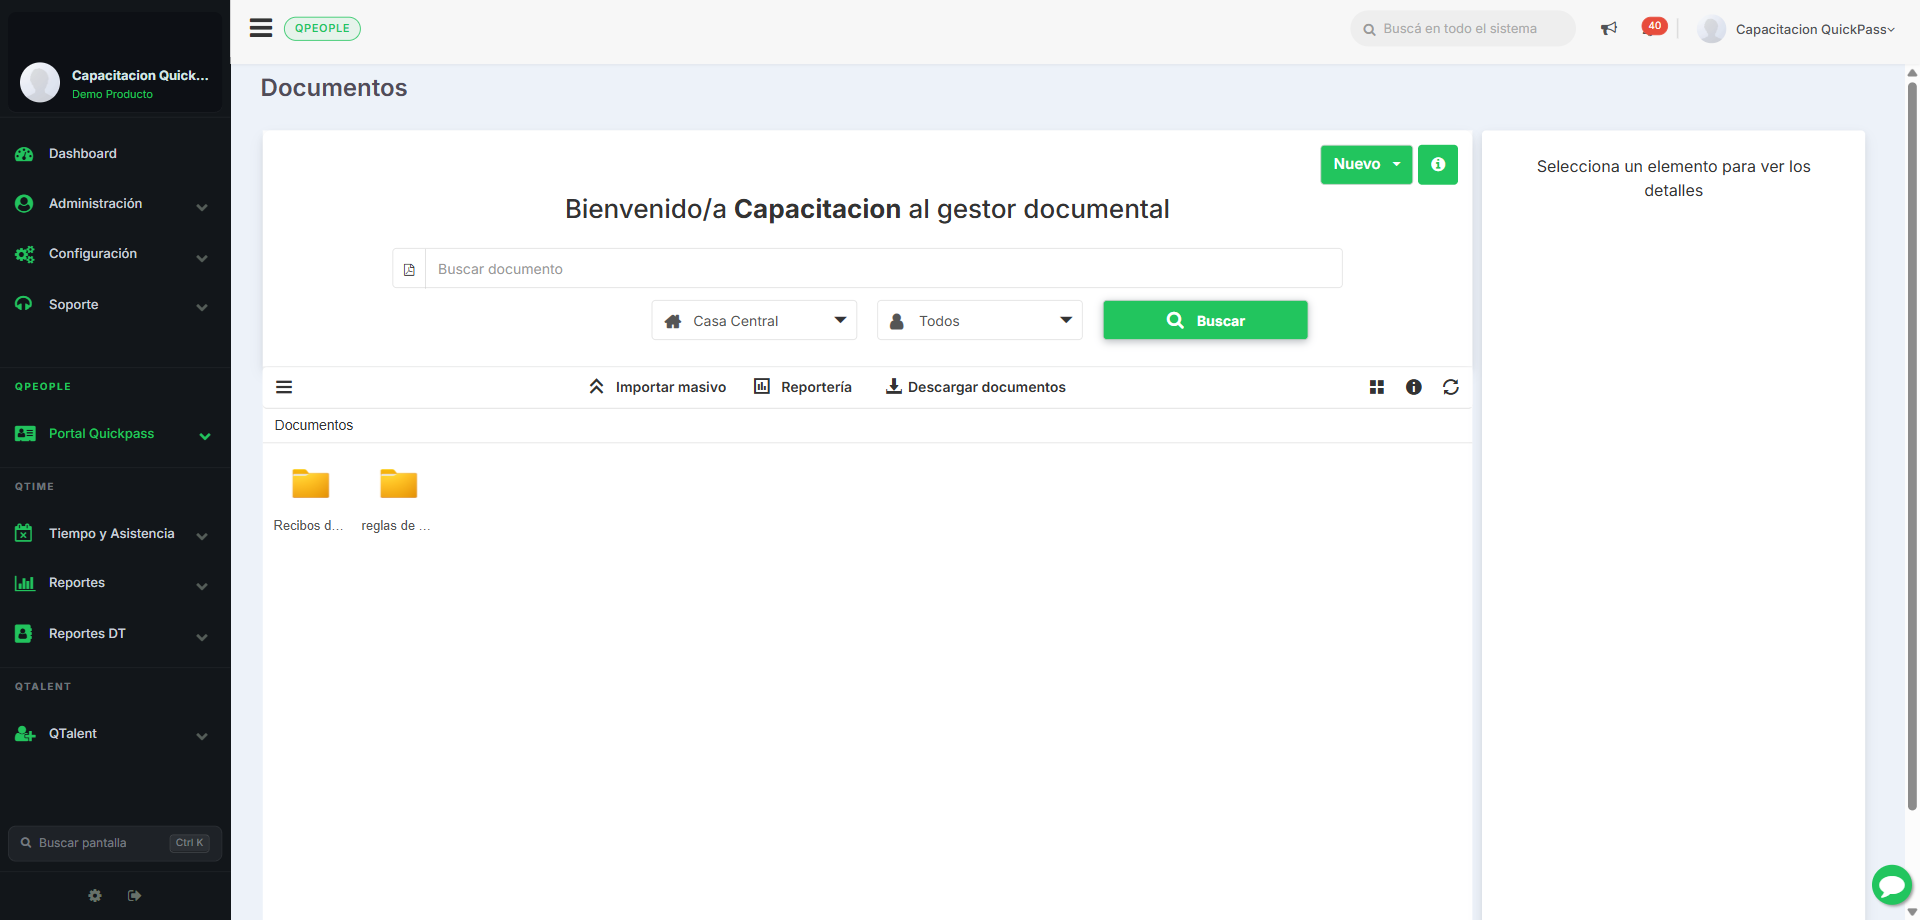 Capacitacion Quick...
Demo Producto
Dashboard
Administración
Configuración
Soporte
QPEOPLE
Portal Quickpass
QTIME
Tiempo y Asistencia
Reportes
Reportes DT
QTALENT
QTalent
Buscar pantalla
Ctrl K
QPEOPLE
Buscá en todo el sistema
40
Capacitacion QuickPass
Documentos
Nuevo
Bienvenido/a Capacitacion al gestor documental
Buscar documento
Casa Central
Todos
Buscar
Importar masivo
Reportería
Descargar documentos
Documentos
Recibos d...
reglas de ...
Selecciona un elemento para ver los
detalles